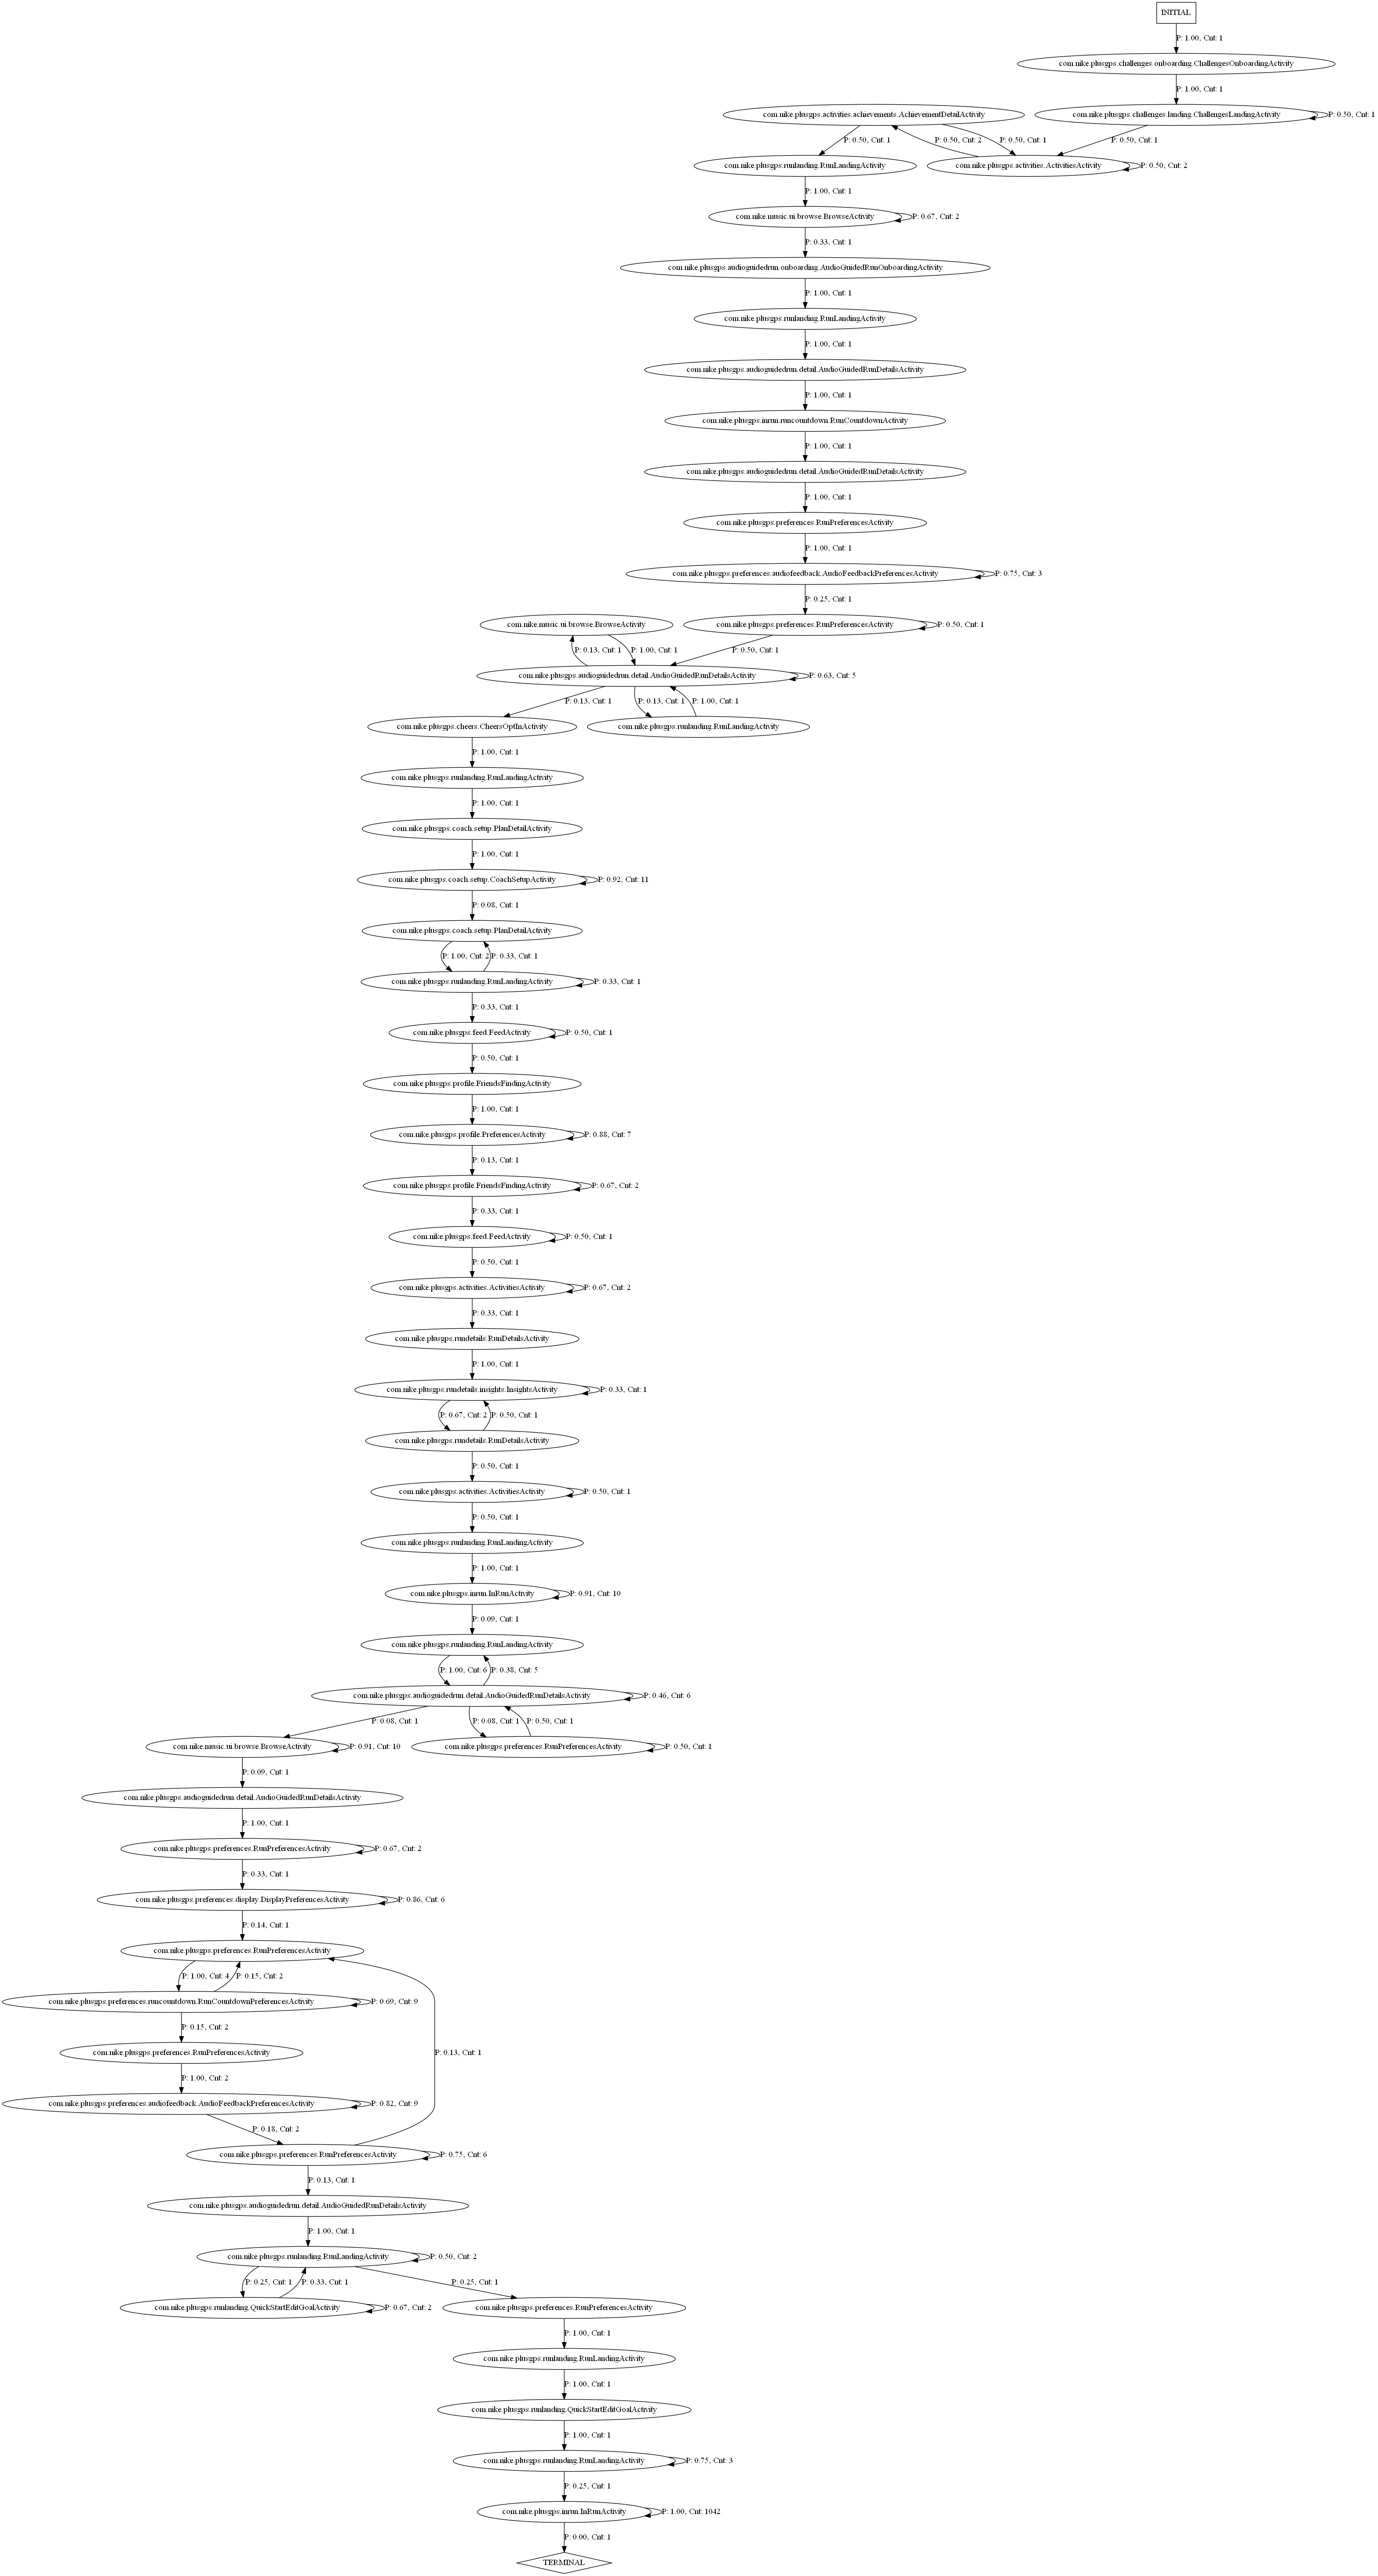 INITIAL
P: 1.00, Cnt: 1
com.nike.plusgps.challenges.onboarding.ChallengesOnboardingActivity
P: 1.00, Cnt: 1
com.nike.plusgps.activities.achievements.AchievementDetailActivity
com.nike.plusgps.challenges.landing.ChallengesLandingActivity
P: 0.50, Cnt: 1
P: 0.50, Cnt: 1
P: 0.50, Cnt: 2
P: 0.50, Cnt: 1
P: 0.50, Cnt: 1
com.nike.plusgps.runlanding.RunLandingActivity
com.nike.plusgps.activities.ActivitiesActivity
P: 0.50, Cnt: 2
P: 1.00, Cnt: 1
com.nike.music.ui.browse.BrowseActivity
P: 0.67, Cnt: 2
P: 0.33, Cnt: 1
com.nike.plusgps.audioguidedrun.onboarding.AudioGuidedRunOnboardingActivity
P: 1.00, Cnt: 1
com.nike.plusgps.runlanding.RunLandingActivity
P: 1.00, Cnt: 1
com.nike.plusgps.audioguidedrun.detail.AudioGuidedRunDetailsActivity
P: 1.00, Cnt: 1
com.nike.plusgps.inrun.runcountdown.RunCountdownActivity
P: 1.00, Cnt: 1
com.nike.plusgps.audioguidedrun.detail.AudioGuidedRunDetailsActivity
P: 1.00, Cnt: 1
com.nike.plusgps.preferences.RunPreferencesActivity
P: 1.00, Cnt: 1
com.nike.plusgps.preferences.audiofeedback.AudioFeedbackPreferencesActivity
P: 0.75, Cnt: 3
P: 0.25, Cnt: 1
com.nike.music.ui.browse.BrowseActivity
com.nike.plusgps.preferences.RunPreferencesActivity
P: 0.50, Cnt: 1
P: 0.13, Cnt: 1
P: 1.00, Cnt: 1
P: 0.50, Cnt: 1
com.nike.plusgps.audioguidedrun.detail.AudioGuidedRunDetailsActivity
P: 0.63, Cnt: 5
P: 0.13, Cnt: 1
P: 0.13, Cnt: 1
P: 1.00, Cnt: 1
com.nike.plusgps.cheers.CheersOptInActivity
com.nike.plusgps.runlanding.RunLandingActivity
P: 1.00, Cnt: 1
com.nike.plusgps.runlanding.RunLandingActivity
P: 1.00, Cnt: 1
com.nike.plusgps.coach.setup.PlanDetailActivity
P: 1.00, Cnt: 1
com.nike.plusgps.coach.setup.CoachSetupActivity
P: 0.92, Cnt: 11
P: 0.08, Cnt: 1
com.nike.plusgps.coach.setup.PlanDetailActivity
P: 1.00, Cnt: 2
P: 0.33, Cnt: 1
com.nike.plusgps.runlanding.RunLandingActivity
P: 0.33, Cnt: 1
P: 0.33, Cnt: 1
com.nike.plusgps.feed.FeedActivity
P: 0.50, Cnt: 1
P: 0.50, Cnt: 1
com.nike.plusgps.profile.FriendsFindingActivity
P: 1.00, Cnt: 1
com.nike.plusgps.profile.PreferencesActivity
P: 0.88, Cnt: 7
P: 0.13, Cnt: 1
com.nike.plusgps.profile.FriendsFindingActivity
P: 0.67, Cnt: 2
P: 0.33, Cnt: 1
com.nike.plusgps.feed.FeedActivity
P: 0.50, Cnt: 1
P: 0.50, Cnt: 1
com.nike.plusgps.activities.ActivitiesActivity
P: 0.67, Cnt: 2
P: 0.33, Cnt: 1
com.nike.plusgps.rundetails.RunDetailsActivity
P: 1.00, Cnt: 1
com.nike.plusgps.rundetails.insights.InsightsActivity
P: 0.33, Cnt: 1
P: 0.67, Cnt: 2
P: 0.50, Cnt: 1
com.nike.plusgps.rundetails.RunDetailsActivity
P: 0.50, Cnt: 1
com.nike.plusgps.activities.ActivitiesActivity
P: 0.50, Cnt: 1
P: 0.50, Cnt: 1
com.nike.plusgps.runlanding.RunLandingActivity
P: 1.00, Cnt: 1
com.nike.plusgps.inrun.InRunActivity
P: 0.91, Cnt: 10
P: 0.09, Cnt: 1
com.nike.plusgps.runlanding.RunLandingActivity
P: 1.00, Cnt: 6
P: 0.38, Cnt: 5
com.nike.plusgps.audioguidedrun.detail.AudioGuidedRunDetailsActivity
P: 0.46, Cnt: 6
P: 0.08, Cnt: 1
P: 0.08, Cnt: 1
P: 0.50, Cnt: 1
com.nike.music.ui.browse.BrowseActivity
P: 0.91, Cnt: 10
com.nike.plusgps.preferences.RunPreferencesActivity
P: 0.50, Cnt: 1
P: 0.09, Cnt: 1
com.nike.plusgps.audioguidedrun.detail.AudioGuidedRunDetailsActivity
P: 1.00, Cnt: 1
com.nike.plusgps.preferences.RunPreferencesActivity
P: 0.67, Cnt: 2
P: 0.33, Cnt: 1
com.nike.plusgps.preferences.display.DisplayPreferencesActivity
P: 0.86, Cnt: 6
P: 0.14, Cnt: 1
com.nike.plusgps.preferences.RunPreferencesActivity
P: 1.00, Cnt: 4
P: 0.15, Cnt: 2
com.nike.plusgps.preferences.runcountdown.RunCountdownPreferencesActivity
P: 0.69, Cnt: 9
P: 0.15, Cnt: 2
com.nike.plusgps.preferences.RunPreferencesActivity
P: 0.13, Cnt: 1
P: 1.00, Cnt: 2
com.nike.plusgps.preferences.audiofeedback.AudioFeedbackPreferencesActivity
P: 0.82, Cnt: 9
P: 0.18, Cnt: 2
com.nike.plusgps.preferences.RunPreferencesActivity
P: 0.75, Cnt: 6
P: 0.13, Cnt: 1
com.nike.plusgps.audioguidedrun.detail.AudioGuidedRunDetailsActivity
P: 1.00, Cnt: 1
com.nike.plusgps.runlanding.RunLandingActivity
P: 0.50, Cnt: 2
P: 0.25, Cnt: 1
P: 0.33, Cnt: 1
P: 0.25, Cnt: 1
com.nike.plusgps.runlanding.QuickStartEditGoalActivity
P: 0.67, Cnt: 2
com.nike.plusgps.preferences.RunPreferencesActivity
P: 1.00, Cnt: 1
com.nike.plusgps.runlanding.RunLandingActivity
P: 1.00, Cnt: 1
com.nike.plusgps.runlanding.QuickStartEditGoalActivity
P: 1.00, Cnt: 1
com.nike.plusgps.runlanding.RunLandingActivity
P: 0.75, Cnt: 3
P: 0.25, Cnt: 1
com.nike.plusgps.inrun.InRunActivity
P: 1.00, Cnt: 1042
P: 0.00, Cnt: 1
TERMINAL